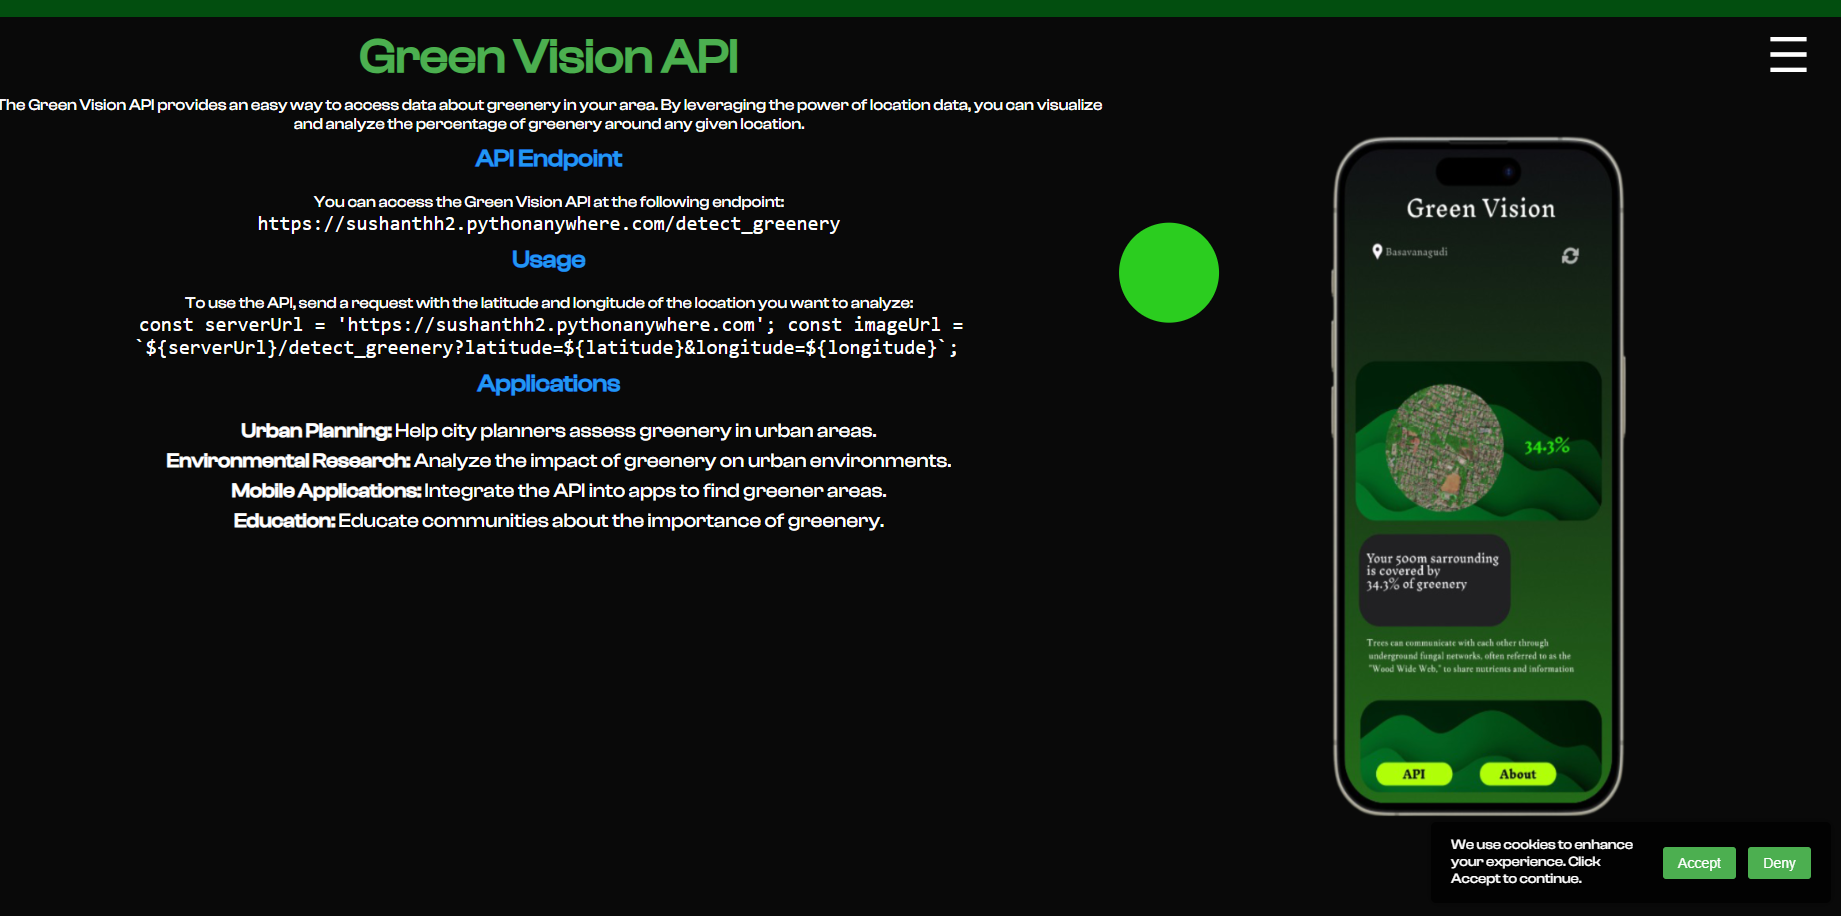 Green Vision API
The Green Vision API provides an easy way to access data about greenery in your area. By leveraging the power of location data, you can visualize
and analyze the percentage of greenery around any given location.
API Endpoint
You can access the Green Vision API at the following endpoint:
https://sushanthh2.pythonanywhere.com/detect_greenery
Usage
To use the API, send a request with the latitude and longitude of the location you want to analyze:
const serverUrl = 'https://sushanthh2.pythonanywhere.com'; const imageUrl =
`${serverUrl}/detect_greenery?latitude=${latitude}&longitude=${longitude}`;
Applications
Urban Planning: Help city planners assess greenery in urban areas.
Environmental Research: Analyze the impact of greenery on urban environments.
Mobile Applications: Integrate the API into apps to find greener areas.
Education: Educate communities about the importance of greenery.
Green Vision
Basavanagudi
34.3%
Your 500m sarrounding
is covered by
34.3% of greenery
Trees can communicate with each other through
underground fungal networks, often referred to as the
"Wood Wide Web," to share nutrients and information
API About
We use cookies to enhance
your experience. Click
Accept to continue.
Accept Deny